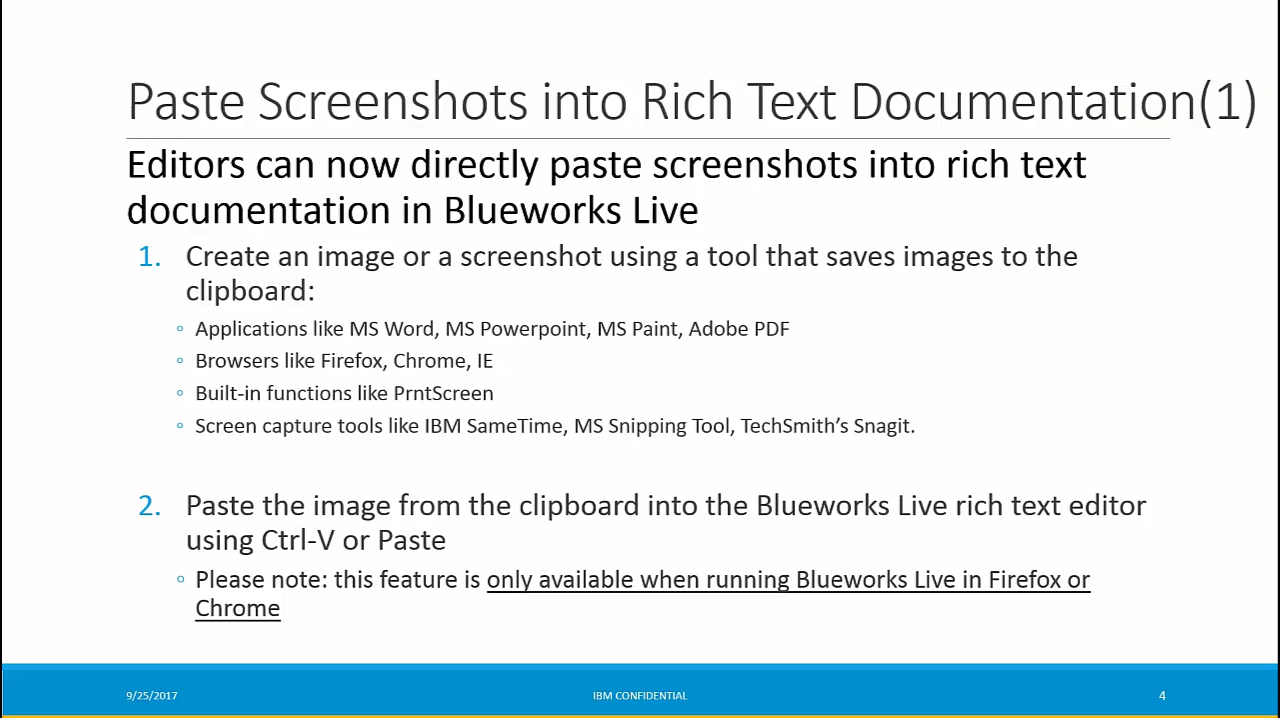 Paste Screenshots into Rich Text Documentation(1)
Editors can now directly paste screenshots into rich text
documentation in Blueworks Live
1. Create an image or a screenshot using a tool that saves images to the
clipboard:
◦ Applications like MS Word, MS Powerpoint, MS Paint, Adobe PDF
◦ Browsers like Firefox, Chrome, IE
◦ Built-in functions like PrntScreen
◦ Screen capture tools like IBM SameTime, MS Snipping Tool, TechSmith’s Snagit.
2. Paste the image from the clipboard into the Blueworks Live rich text editor
using Ctrl-V or Paste
◦ Please note: this feature is only available when running Blueworks Live in Firefox or
Chrome
9/25/2017 IBM CONFIDENTIAL 4